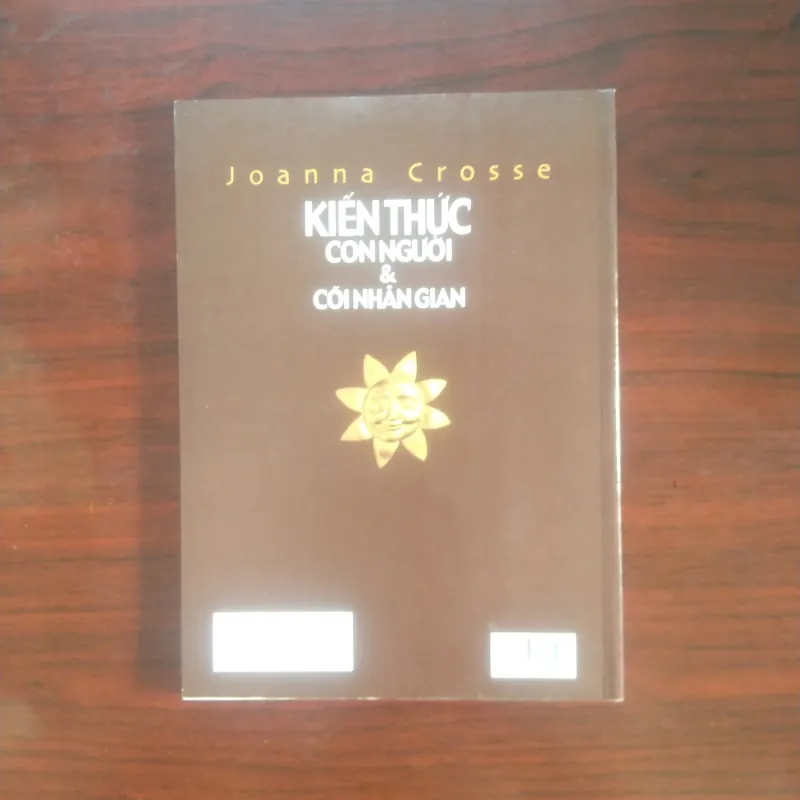 Joanna Crosse
KIẾN THỨC
CON NGƯỜI
&
CÕI NHÂN GIAN